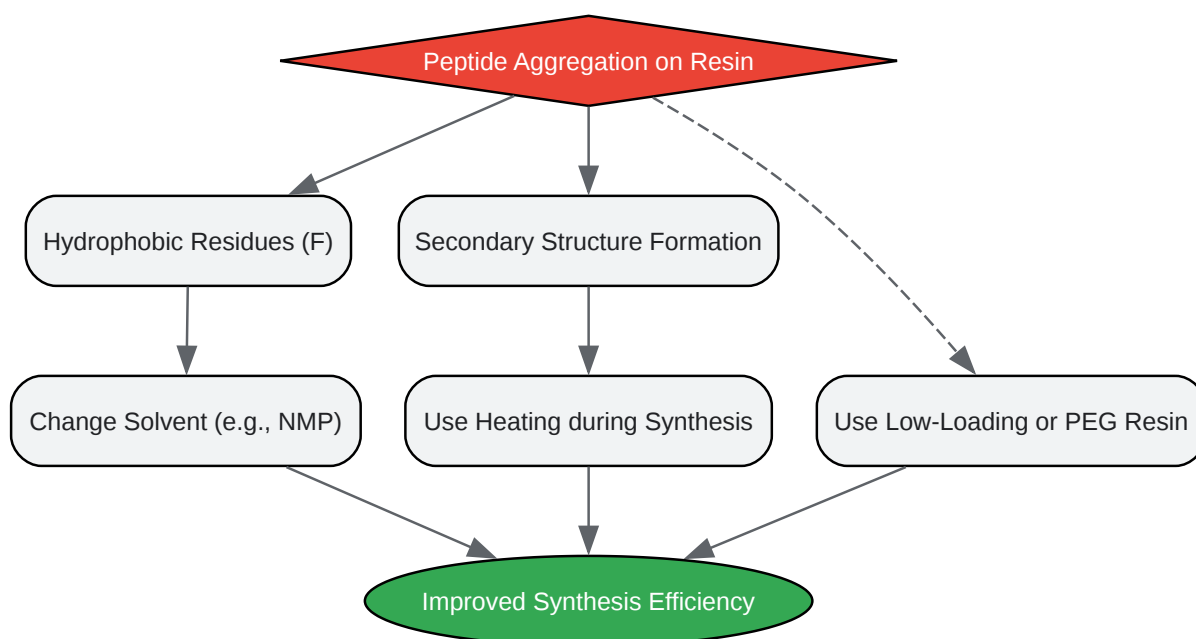 Peptide Aggregation on Resin
Hydrophobic Residues (F)
Secondary Structure Formation
Change Solvent (e.g., NMP)
Use Heating during Synthesis
Use Low-Loading or PEG Resin
Improved Synthesis Efficiency